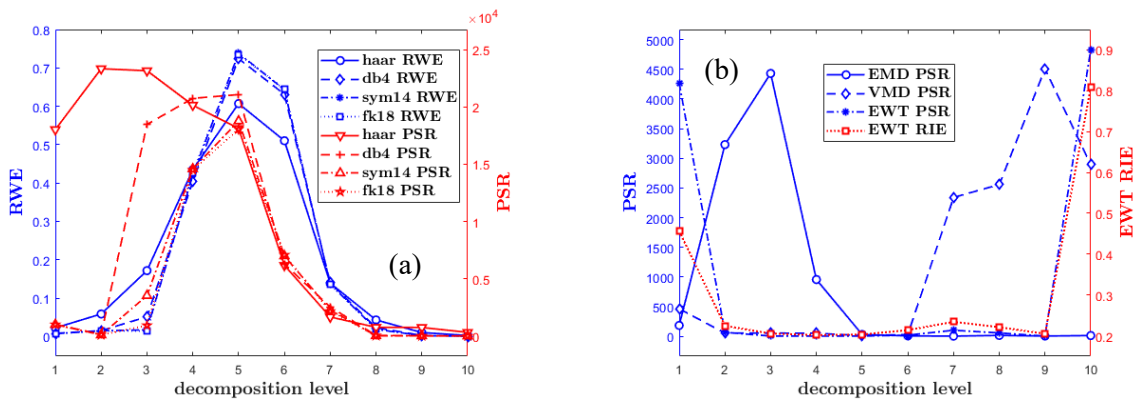 ×10⁴
0.8
0.7
0.6
0.5
0.4
0.3
0.2
0.1
0
RWE
haar RWE
db4 RWE
sym14 RWE
fk18 RWE
haar PSR
db4 PSR
sym14 PSR
fk18 PSR
(a)
2.5
2
1.5
1
0.5
0
PSR
1 2 3 4 5 6 7 8 9 10
decomposition level
5000
4500
4000
3500
3000
2500
2000
1500
1000
500
0
PSR
(b)
EMD PSR
VMD PSR
EWT PSR
EWT RIE
0.9
0.8
0.7
0.6
0.5
0.4
0.3
0.2
EWT RIE
1 2 3 4 5 6 7 8 9 10
decomposition level